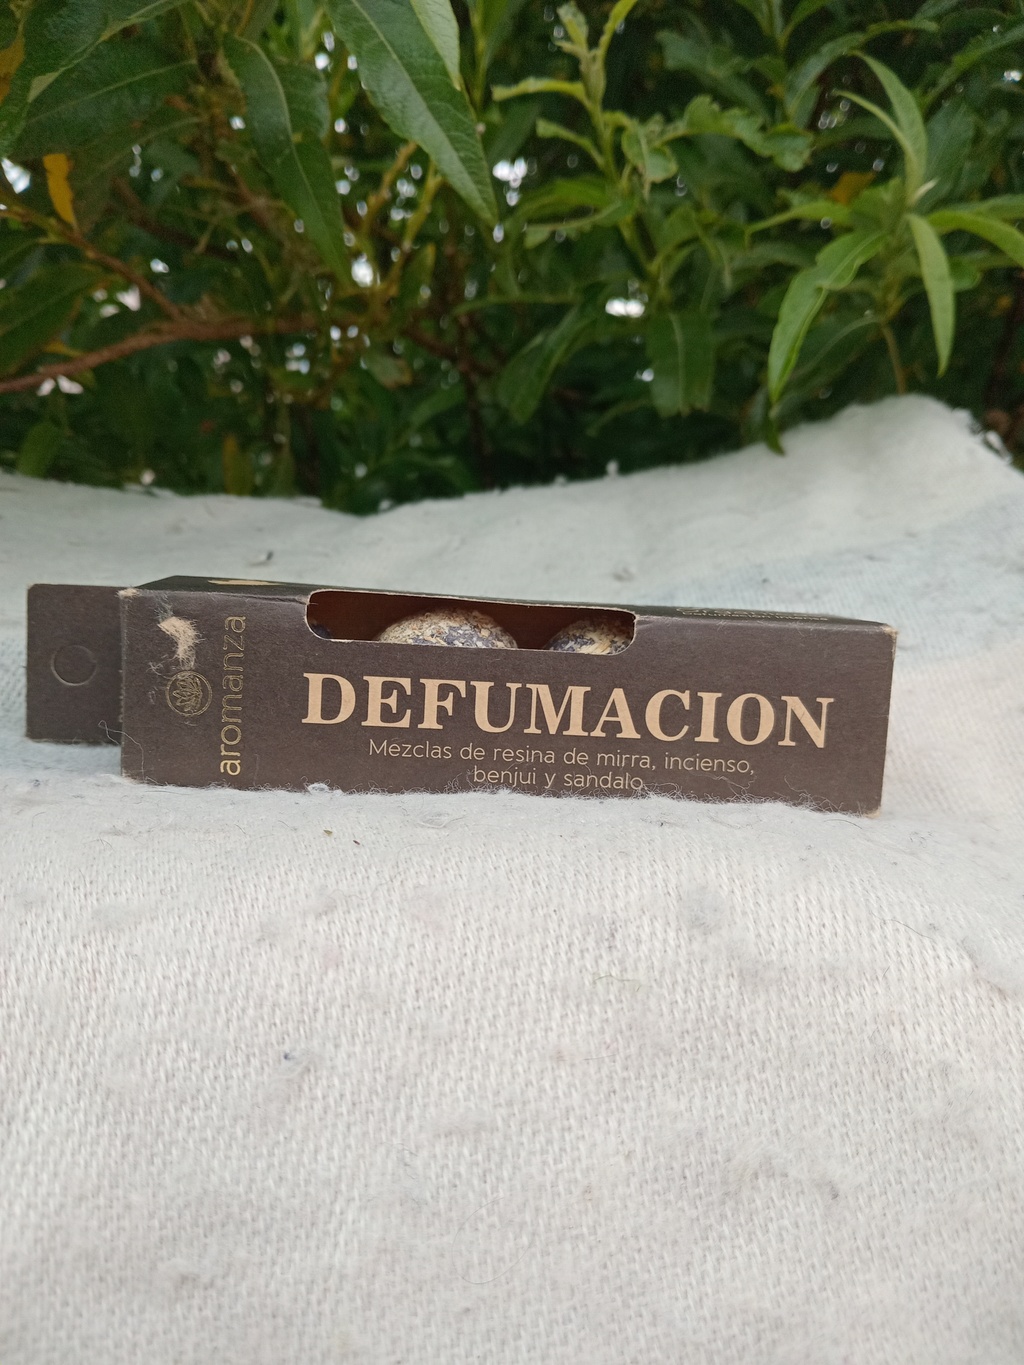 aromanza
DEFUMACION
Mezclas de resina de mirra, incienso,
benjui y sandalo